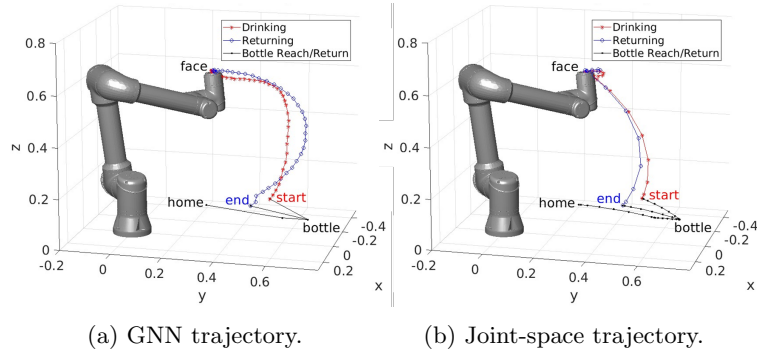 Drinking
Returning
Bottle Reach/Return
0.8
0.6
0.4
0.2
0
z
face
home
end
start
bottle
-0.2
0
0.2
0.4
0.6
y
-0.4
-0.2
0
0.2
x
(a) GNN trajectory.
Drinking
Returning
Bottle Reach/Return
0.8
0.6
0.4
0.2
0
z
face
home
end
start
bottle
-0.2
0
0.2
0.4
0.6
y
-0.4
-0.2
0
0.2
x
(b) Joint-space trajectory.